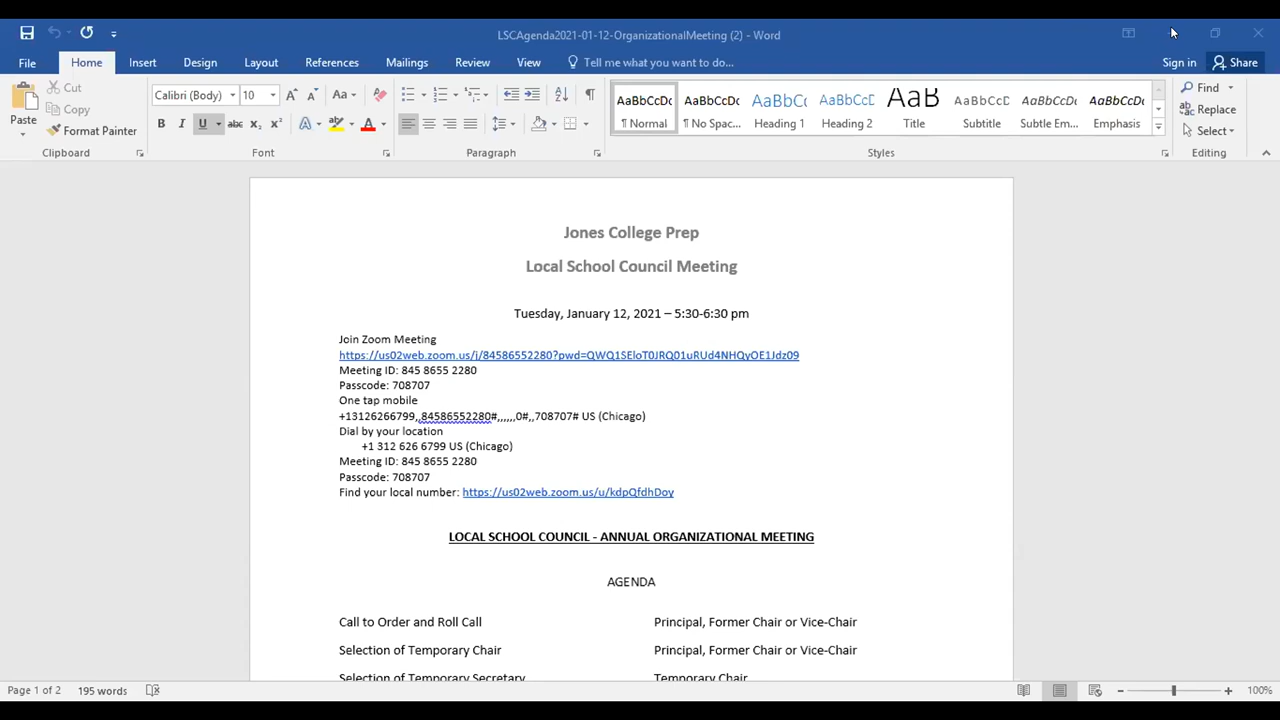 LSCAgenda2021-01-12-OrganizationalMeeting (2) - Word
File Home Insert Design Layout References Mailings Review View Tell me what you want to do... Sign in Share
Paste Cut Copy Format Painter Clipboard
Calibri (Body) 10 Font
Paragraph
AaBbCcDc AaBbCcDc AaBbCc AaBbCcC AaB AaBbCcD AaBbCcDc AaBbCcDc
¶ Normal ¶ No Spac... Heading 1 Heading 2 Title Subtitle Subtle Em... Emphasis
Styles
Find
Replace
Select
Editing
Jones College Prep
Local School Council Meeting
Tuesday, January 12, 2021 – 5:30-6:30 pm
Join Zoom Meeting
https://us02web.zoom.us/j/84586552280?pwd=QWQ1SEloT0JRQ01uRUd4NHQyOE1Jdz09
Meeting ID: 845 8655 2280
Passcode: 708707
One tap mobile
+13126266799,,84586552280#,,,,,,0#,,708707# US (Chicago)
Dial by your location
+1 312 626 6799 US (Chicago)
Meeting ID: 845 8655 2280
Passcode: 708707
Find your local number: https://us02web.zoom.us/u/kdpQfdhDoy
LOCAL SCHOOL COUNCIL - ANNUAL ORGANIZATIONAL MEETING
AGENDA
Call to Order and Roll Call Principal, Former Chair or Vice-Chair
Selection of Temporary Chair Principal, Former Chair or Vice-Chair
Selection of Temporary Secretary Temporary Chair
Page 1 of 2 195 words 100%